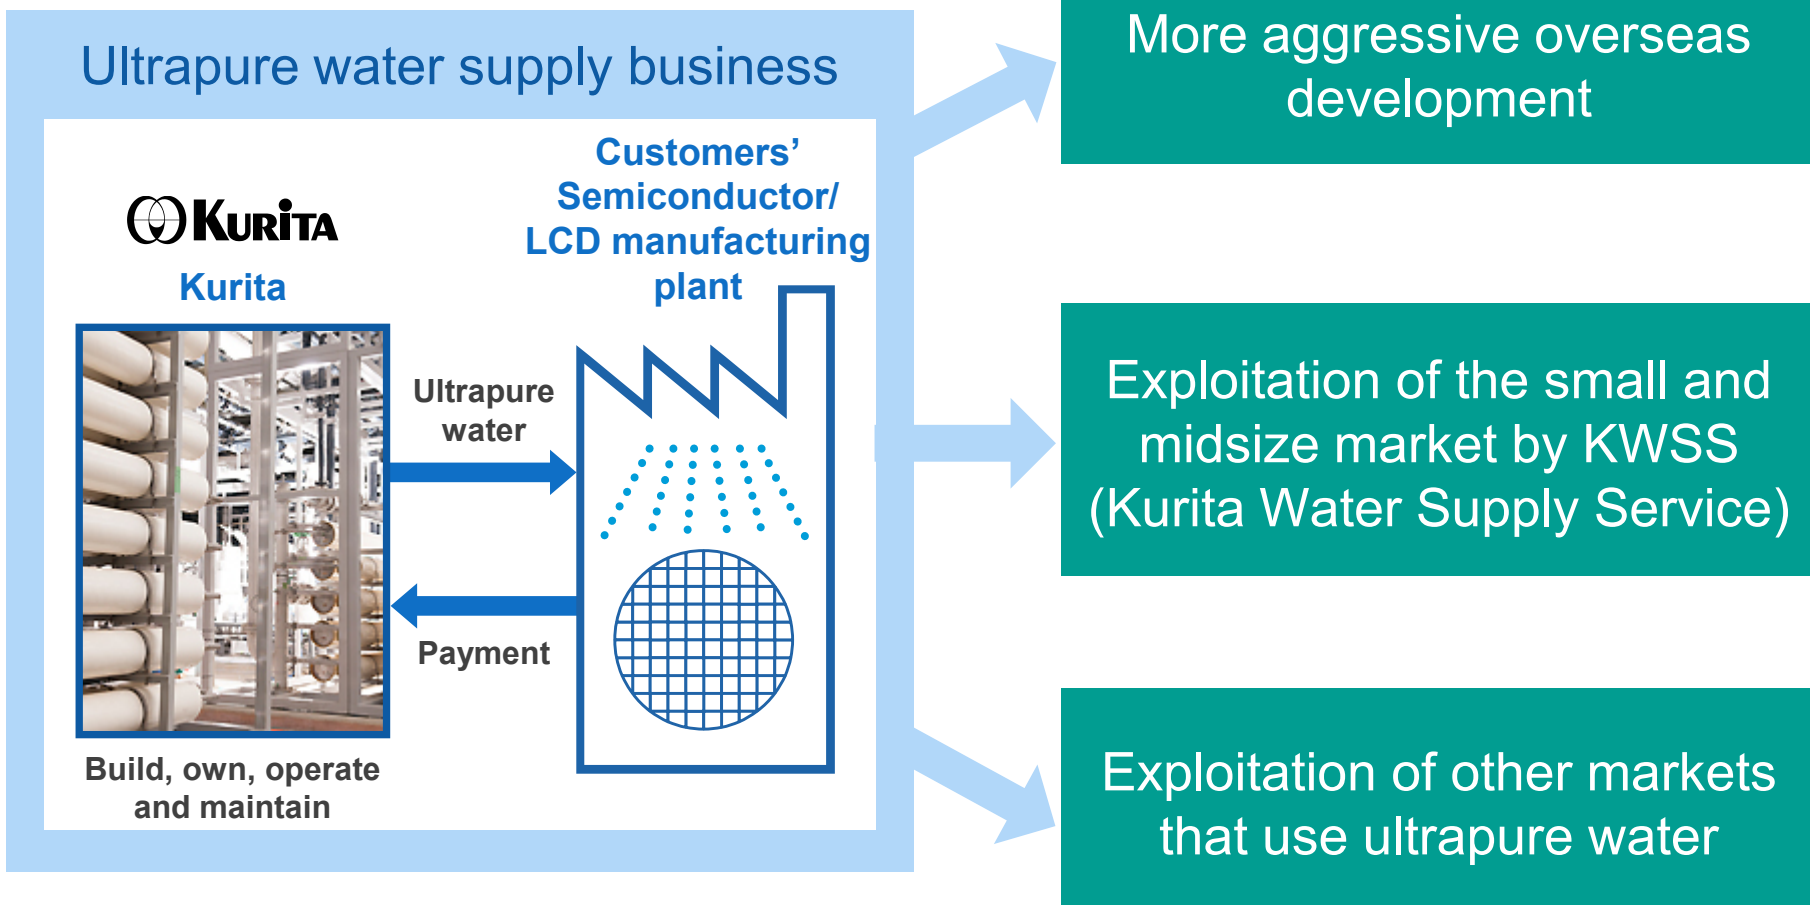 Ultrapure water supply business
KURITA
Kurita
Customers’
Semiconductor/
LCD manufacturing
plant
Ultrapure
water
Payment
Build, own, operate
and maintain
More aggressive overseas
development
Exploitation of the small and
midsize market by KWSS
(Kurita Water Supply Service)
Exploitation of other markets
that use ultrapure water